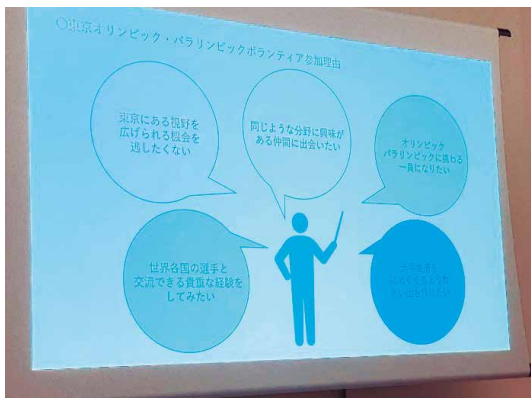 〇東京オリンピック・パラリンピックボランティア参加理由
東京にある視野を
広げられる機会を
逃したくない
同じような分野に興味が
ある仲間に出会いたい
オリンピック
パラリンピックに携わる
一員になりたい
世界各国の選手と
交流できる貴重な経験を
してみたい